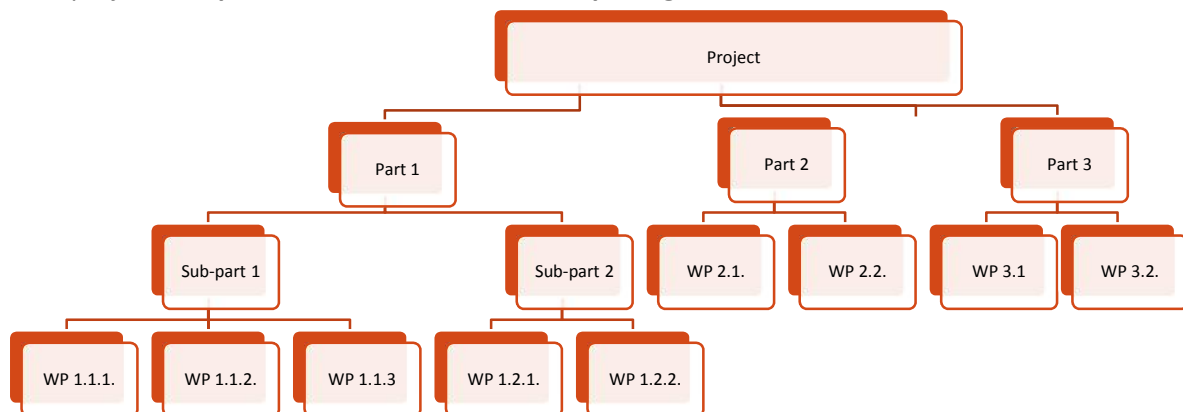 Project
Part 1
Part 2
Part 3
Sub-part 1
Sub-part 2
WP 2.1.
WP 2.2.
WP 3.1
WP 3.2.
WP 1.1.1.
WP 1.1.2.
WP 1.1.3
WP 1.2.1.
WP 1.2.2.